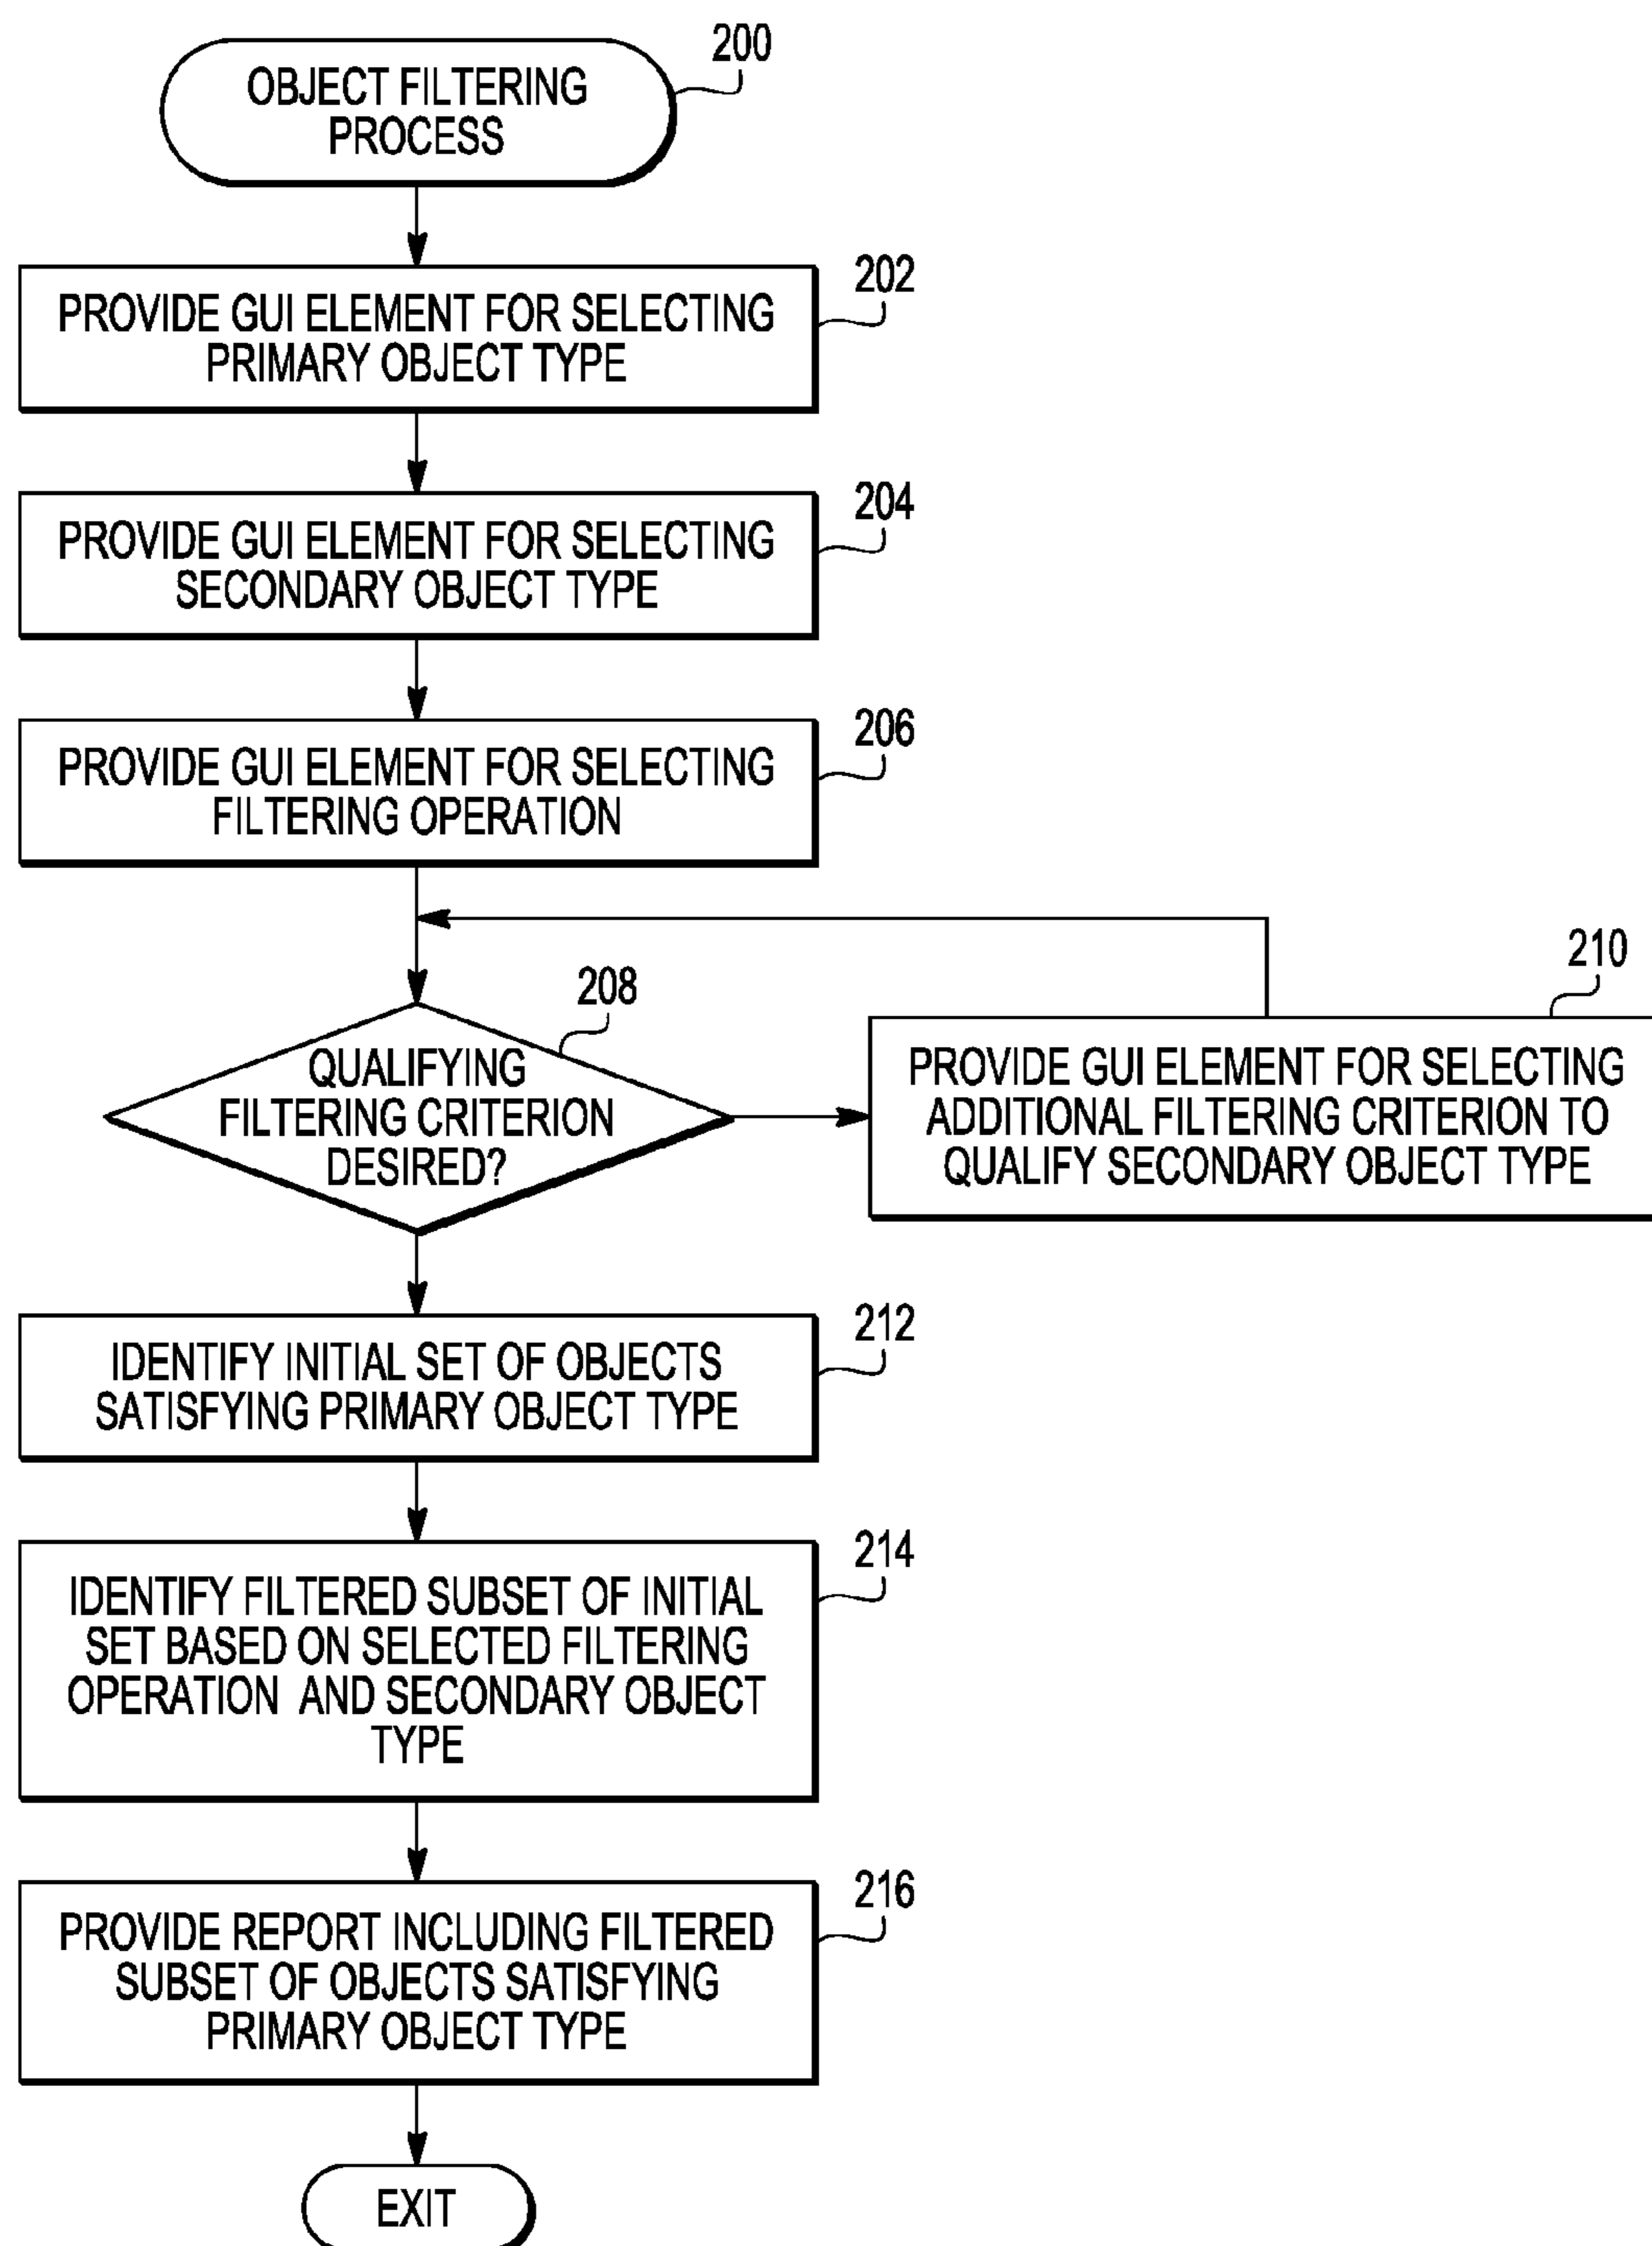 200
OBJECT FILTERING
PROCESS
202
PROVIDE GUI ELEMENT FOR SELECTING
PRIMARY OBJECT TYPE
204
PROVIDE GUI ELEMENT FOR SELECTING
SECONDARY OBJECT TYPE
206
PROVIDE GUI ELEMENT FOR SELECTING
FILTERING OPERATION
208
QUALIFYING
FILTERING CRITERION
DESIRED?
210
PROVIDE GUI ELEMENT FOR SELECTING
ADDITIONAL FILTERING CRITERION TO
QUALIFY SECONDARY OBJECT TYPE
212
IDENTIFY INITIAL SET OF OBJECTS
SATISFYING PRIMARY OBJECT TYPE
214
IDENTIFY FILTERED SUBSET OF INITIAL
SET BASED ON SELECTED FILTERING
OPERATION AND SECONDARY OBJECT
TYPE
216
PROVIDE REPORT INCLUDING FILTERED
SUBSET OF OBJECTS SATISFYING
PRIMARY OBJECT TYPE
EXIT